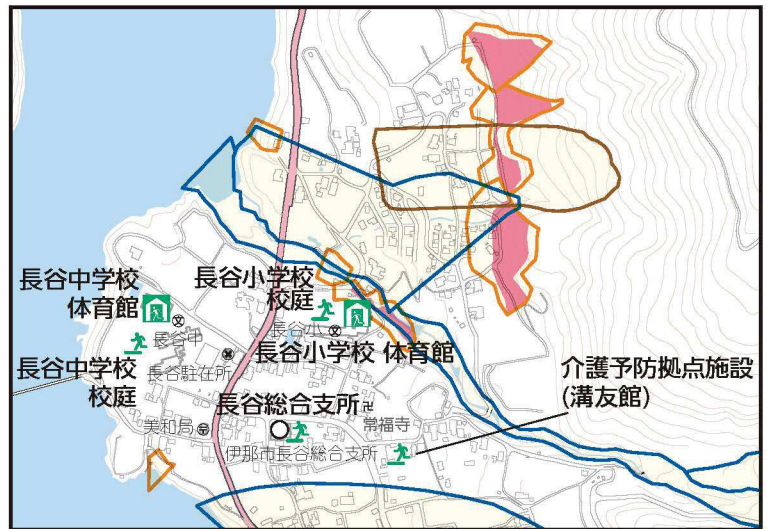 長谷中学校
体育館
長谷小学校
校庭
長谷小
長谷中
長谷小学校 体育館
長谷中学校
校庭
長谷駐在所
介護予防拠点施設
(溝友館)
長谷総合支所
常福寺
美和局
伊那市長谷総合支所